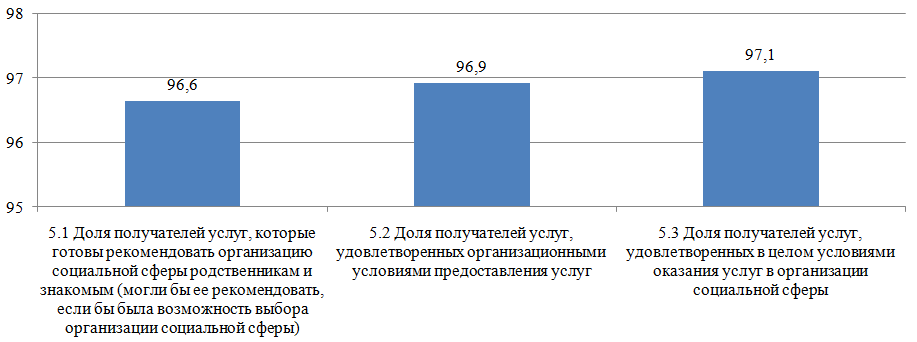 98
97
96
95
96,6
96,9
97,1
5.1 Доля получателей услуг, которые
готовы рекомендовать организацию
социальной сферы родственникам и
знакомым (могли бы ее рекомендовать,
если бы была возможность выбора
организации социальной сферы)
5.2 Доля получателей услуг,
удовлетворенных организационными
условиями предоставления услуг
5.3 Доля получателей услуг,
удовлетворенных в целом условиями
оказания услуг в организации
социальной сферы